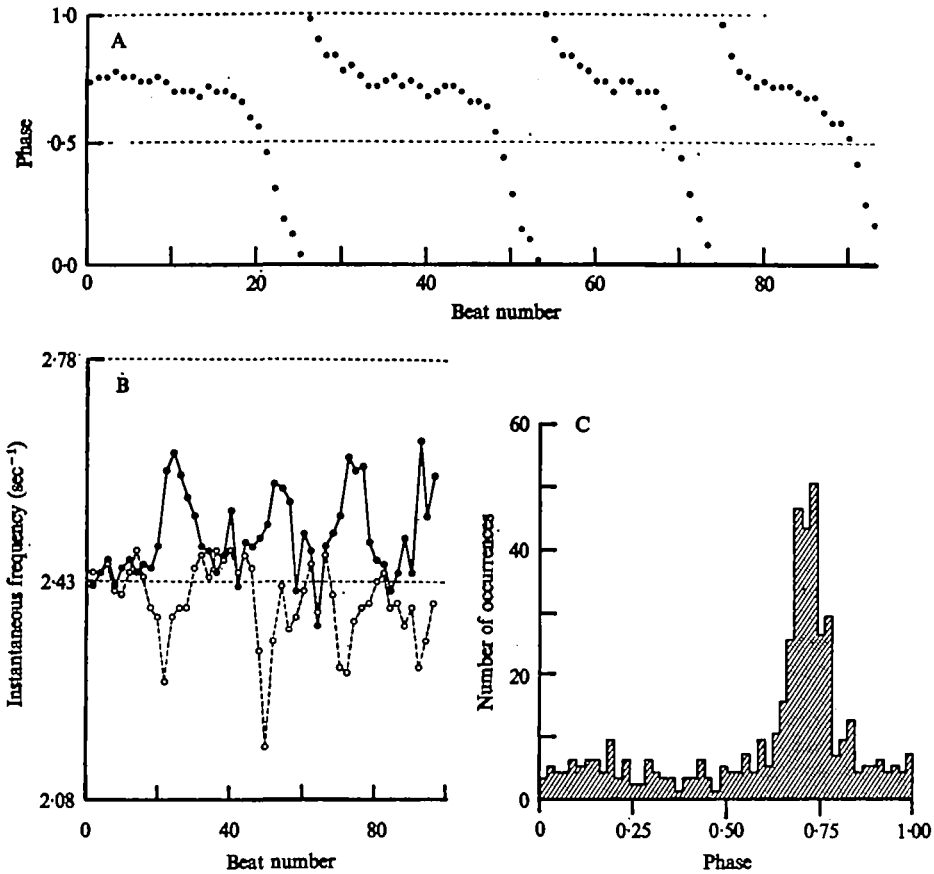 A
1·0
0·5
0·0
Phase
0
20
40
60
80
Beat number
B
2·78
2·43
2·08
Instantaneous frequency (sec⁻¹)
0
40
80
Beat number
C
60
40
20
0
Number of occurrences
0
0·25
0·50
0·75
1·00
Phase